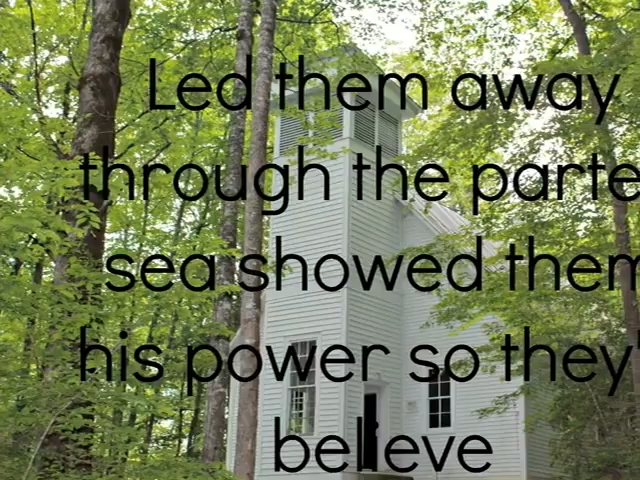 Led them away
through the parte
sea showed them
his power so they'
believe